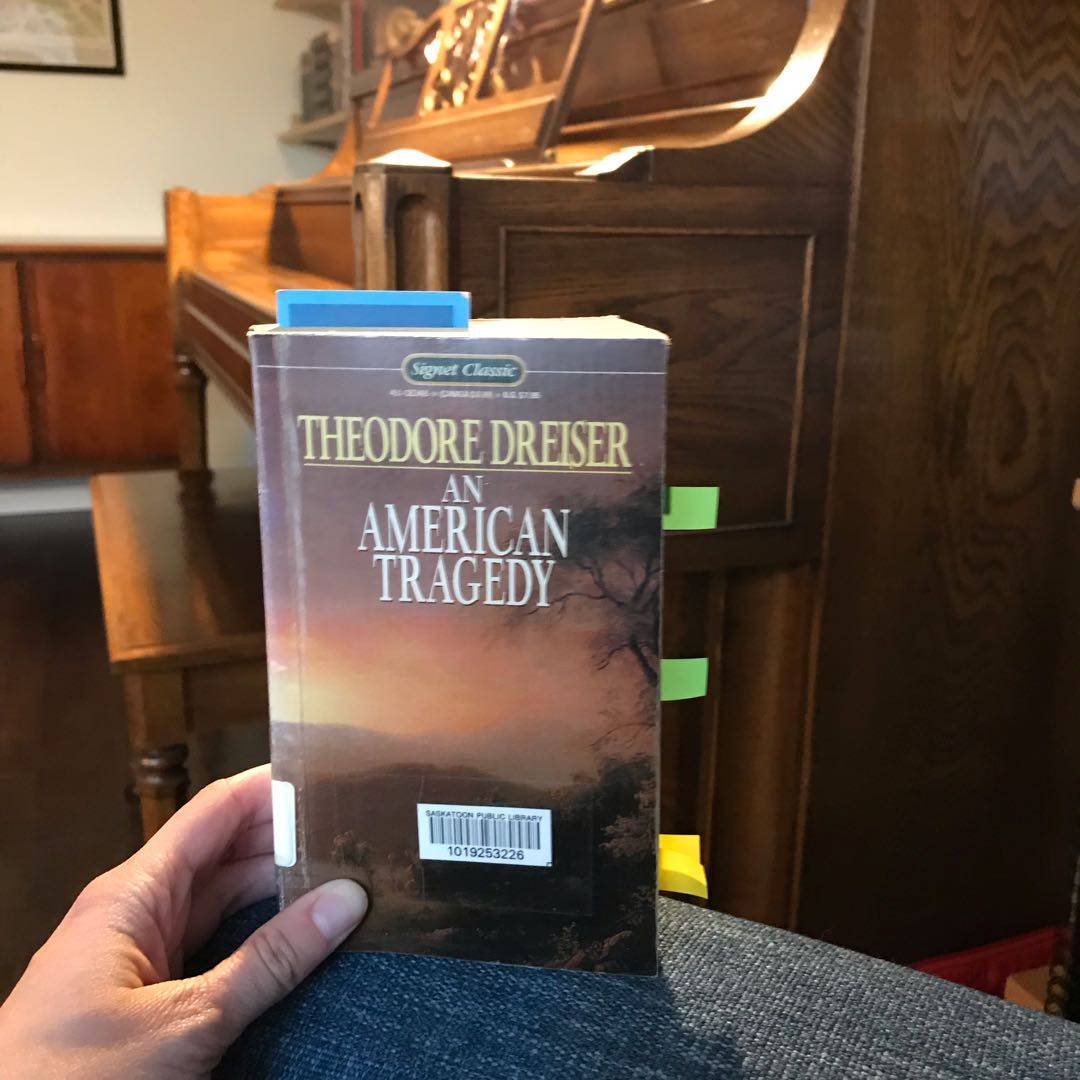 Signet Classic
THEODORE DREISER
AN
AMERICAN
TRAGEDY
SASKATOON PUBLIC LIBRARY
1019253226